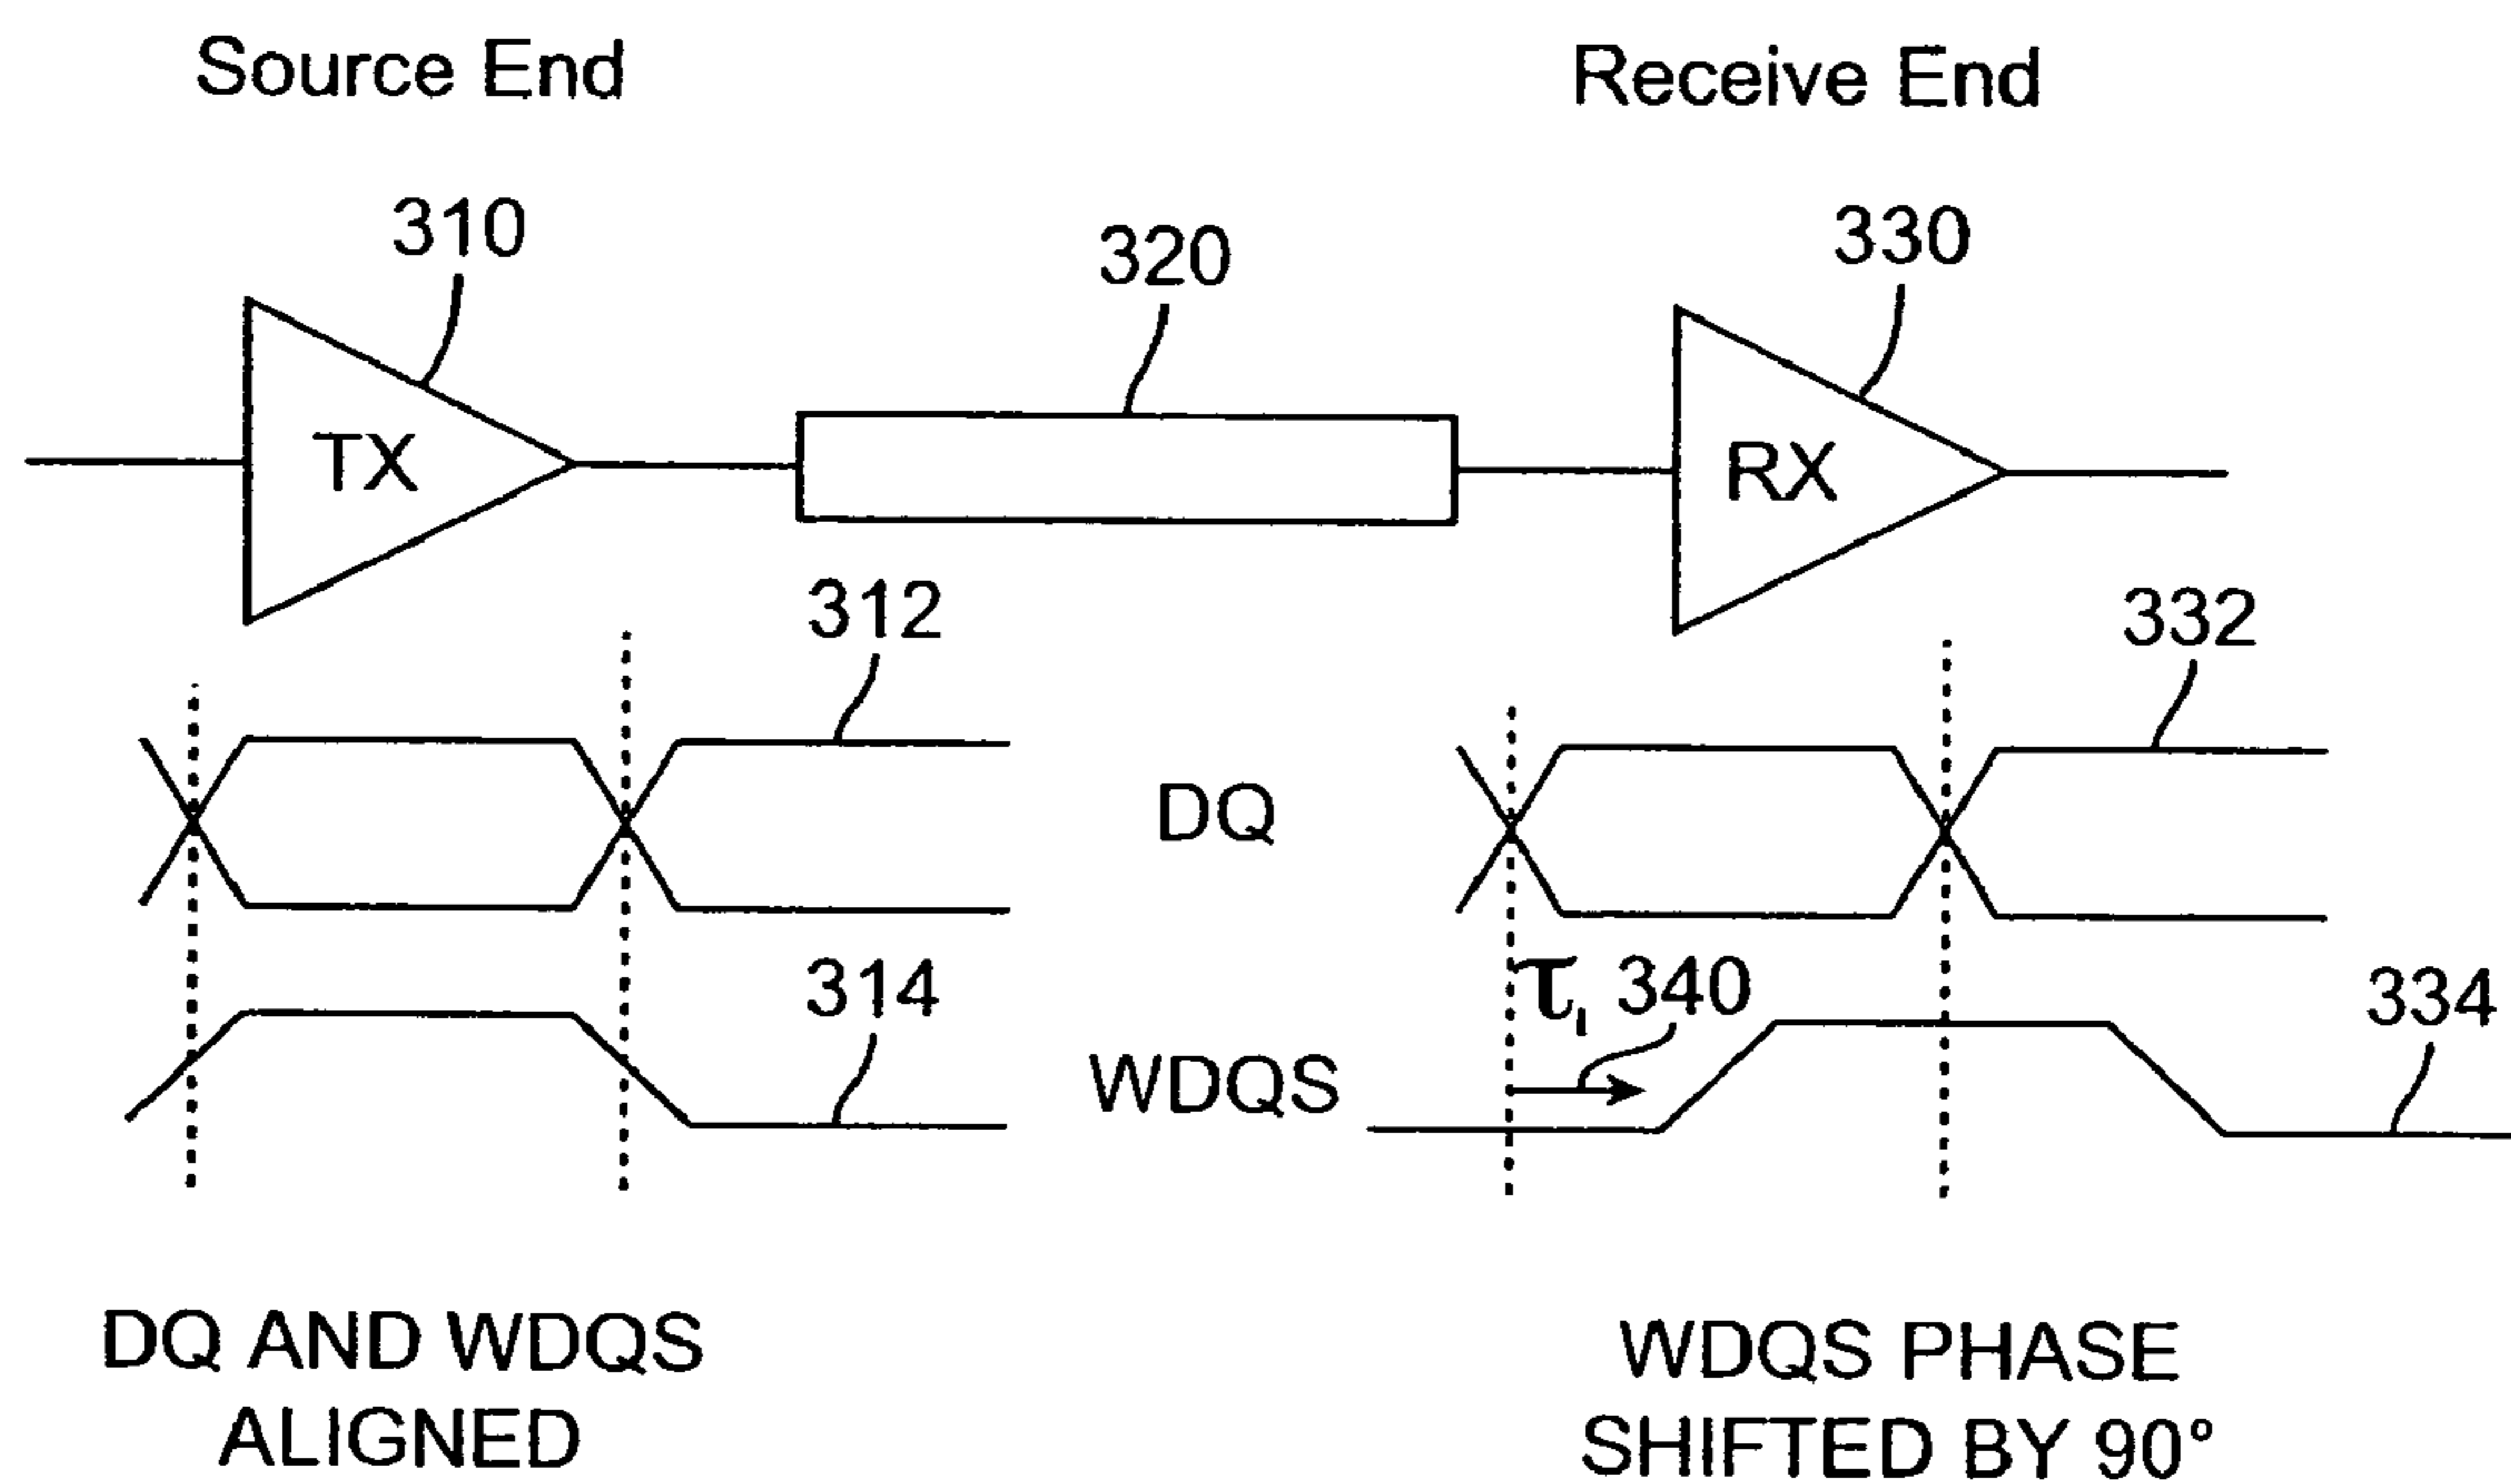 Source End
Receive End
310
320
330
TX
RX
312
332
DQ
314
τ₁ 340
334
WDQS
DQ AND WDQS
ALIGNED
WDQS PHASE
SHIFTED BY 90°